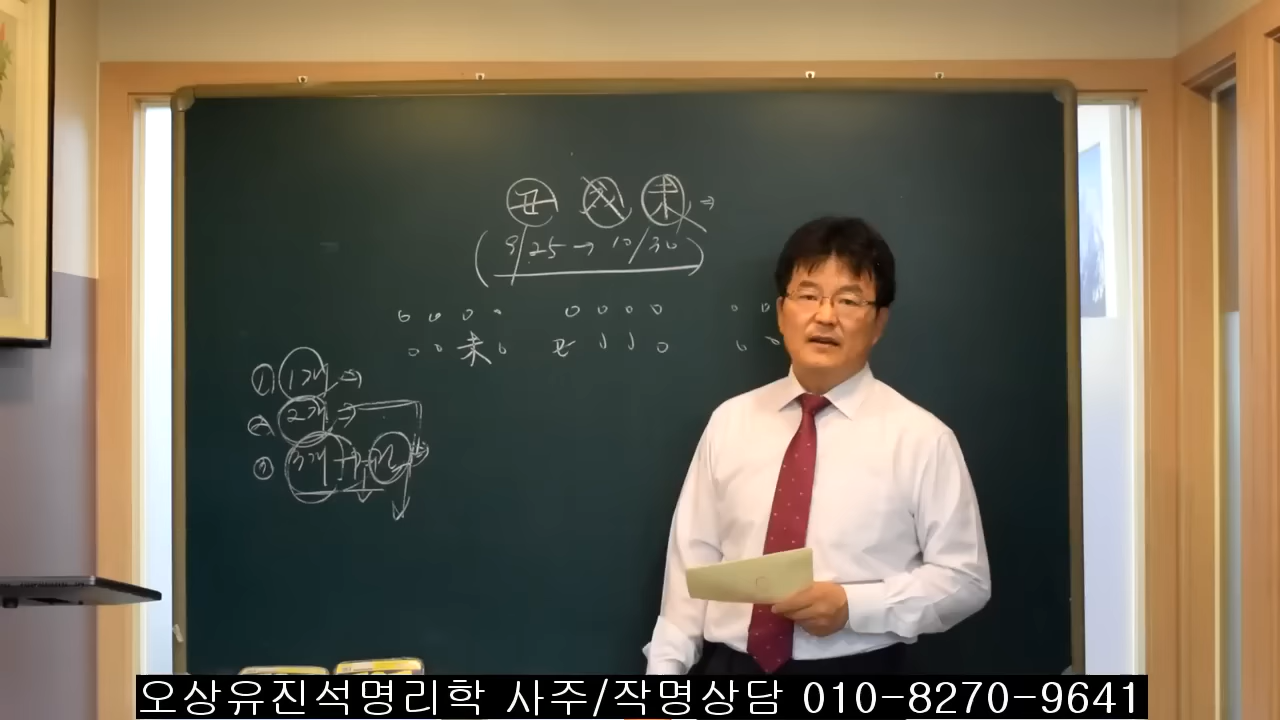 丑 戌 未 ⇒
(9/25 → 10/30)
o o o o o o o o o o
o o 未 o 丑 o o
① 1개 ⇒
② 2개 ⇒
③ 3개
오상유진석명리학 사주/작명상담 010-8270-9641